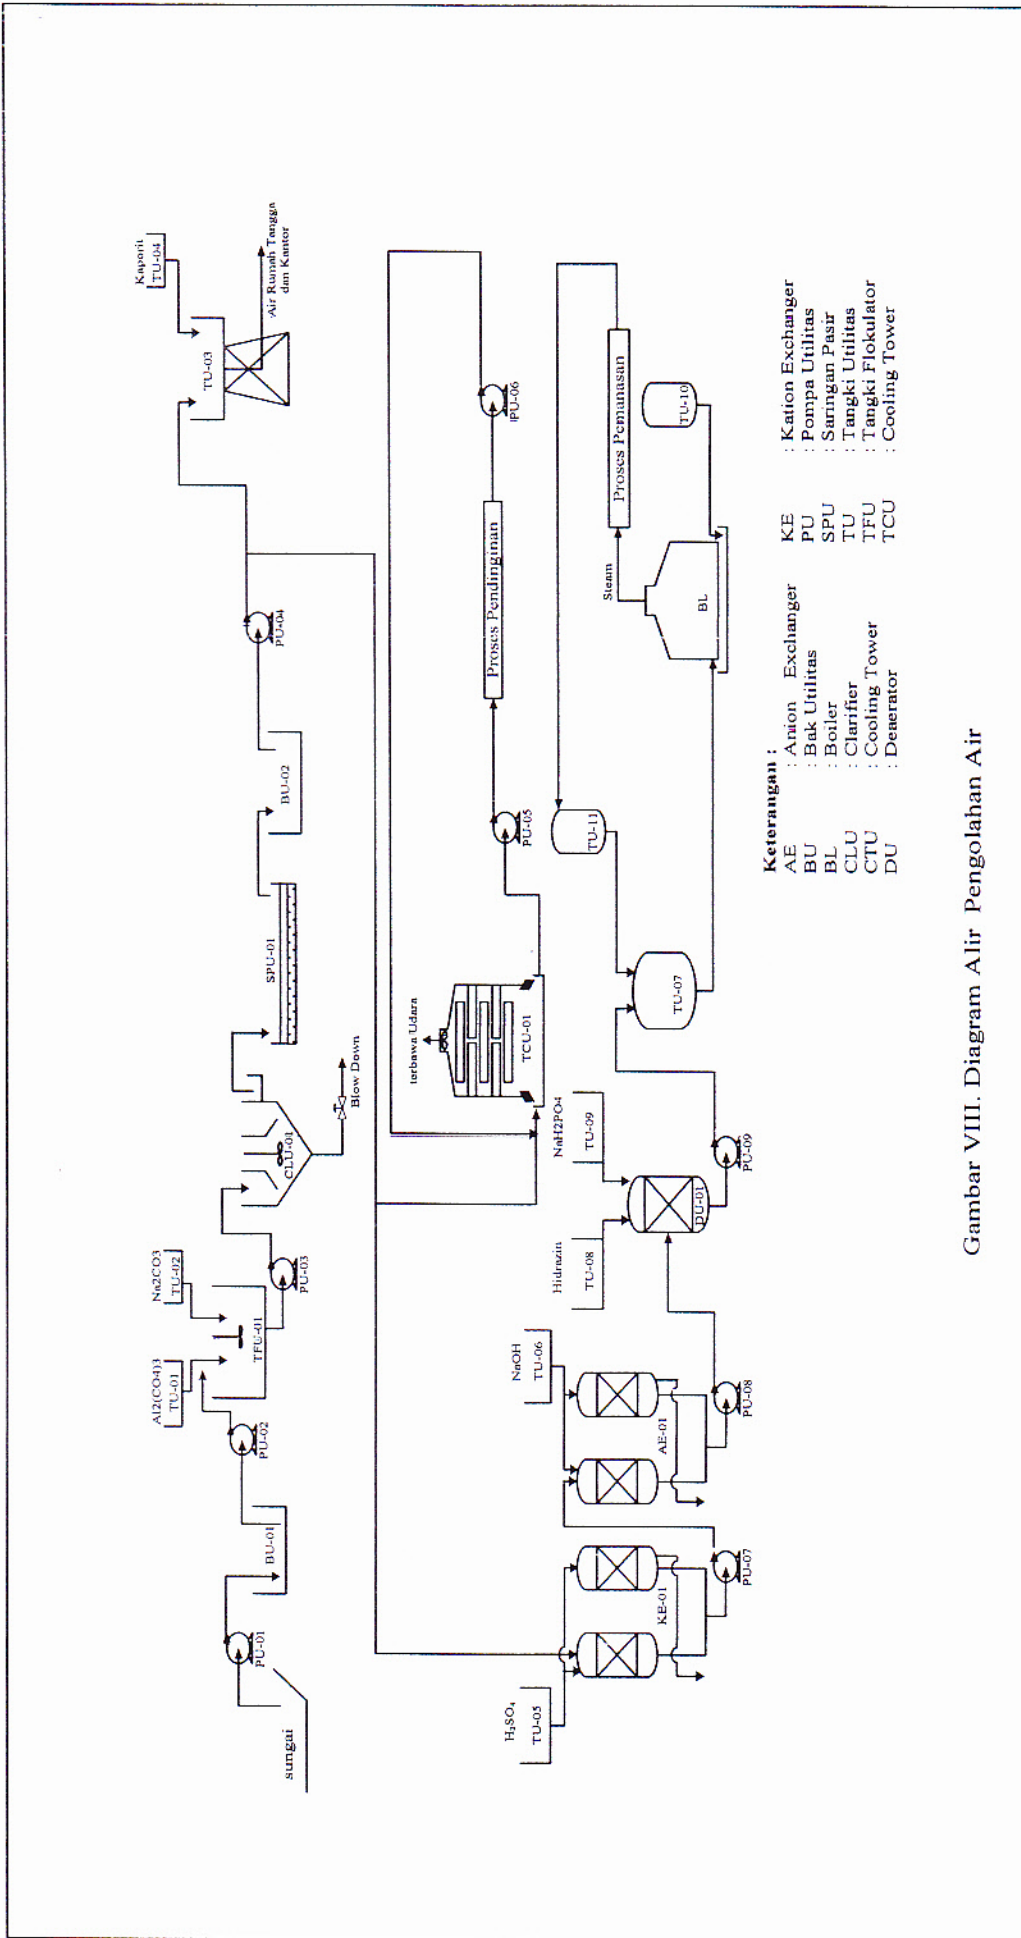 sungai
PU-01
BU-01
PU-02
Al2(CO4)3
TU-01
Na2CO3
TU-02
TFU-01
PU-03
CLU-01
Blow Down
SPU-01
BU-02
PU-04
Kaporit
TU-04
TU-03
Air Rumah Tangga
dan Kantor
terbawa Udara
TCU-01
PU-05
Proses Pendinginan
PU-06
H₂SO₄
TU-05
KE-01
PU-07
NaOH
TU-06
AE-01
PU-08
Hidrazin
TU-08
NaH2PO4
TU-09
DU-01
PU-09
TU-07
TU-11
Steam
BL
Proses Pemanasan
TU-10
Keterangan :
AE : Anion Exchanger KE : Kation Exchanger
BU : Bak Utilitas PU : Pompa Utilitas
BL : Boiler SPU : Saringan Pasir
CLU : Clarifier TU : Tangki Utilitas
CTU : Cooling Tower TFU : Tangki Flokulator
DU : Deaerator TCU : Cooling Tower
Gambar VIII. Diagram Alir Pengolahan Air